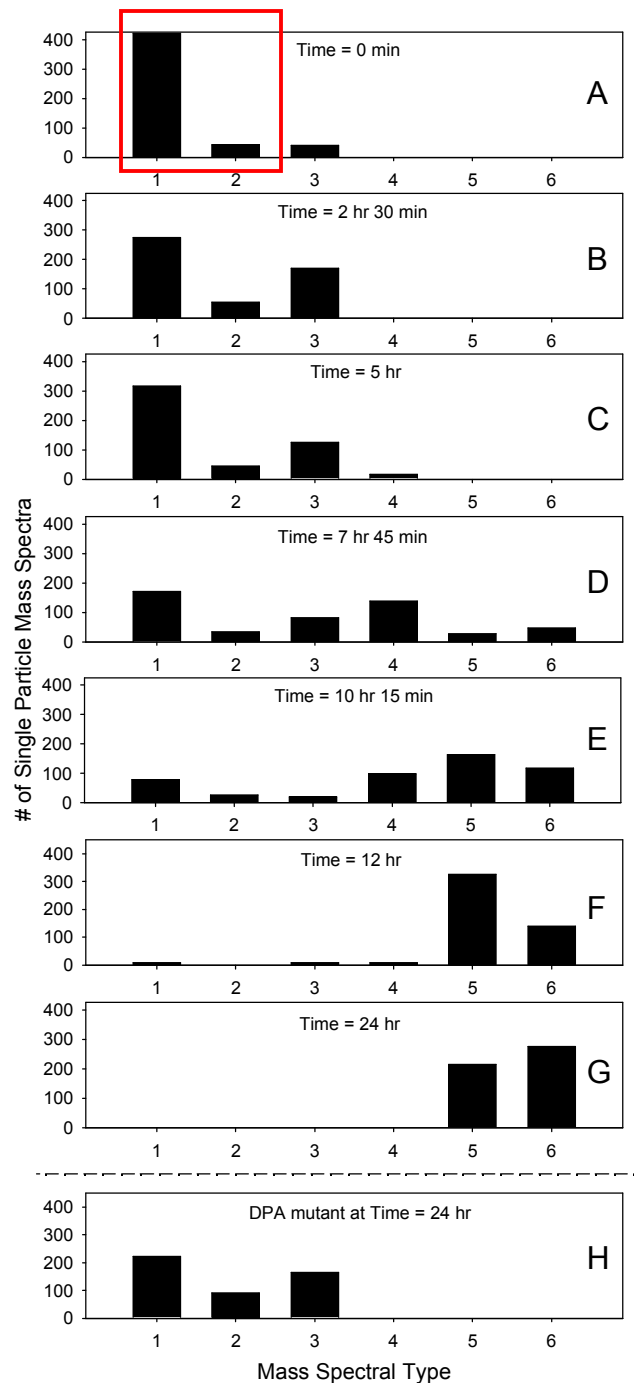 400
300
200
100
0
Time = 0 min
A
1 2 3 4 5 6
400
300
200
100
0
Time = 2 hr 30 min
B
1 2 3 4 5 6
400
300
200
100
0
Time = 5 hr
C
1 2 3 4 5 6
400
300
200
100
0
Time = 7 hr 45 min
D
1 2 3 4 5 6
# of Single Particle Mass Spectra
400
300
200
100
0
Time = 10 hr 15 min
E
1 2 3 4 5 6
400
300
200
100
0
Time = 12 hr
F
1 2 3 4 5 6
400
300
200
100
0
Time = 24 hr
G
1 2 3 4 5 6
400
300
200
100
0
DPA mutant at Time = 24 hr
H
1 2 3 4 5 6
Mass Spectral Type